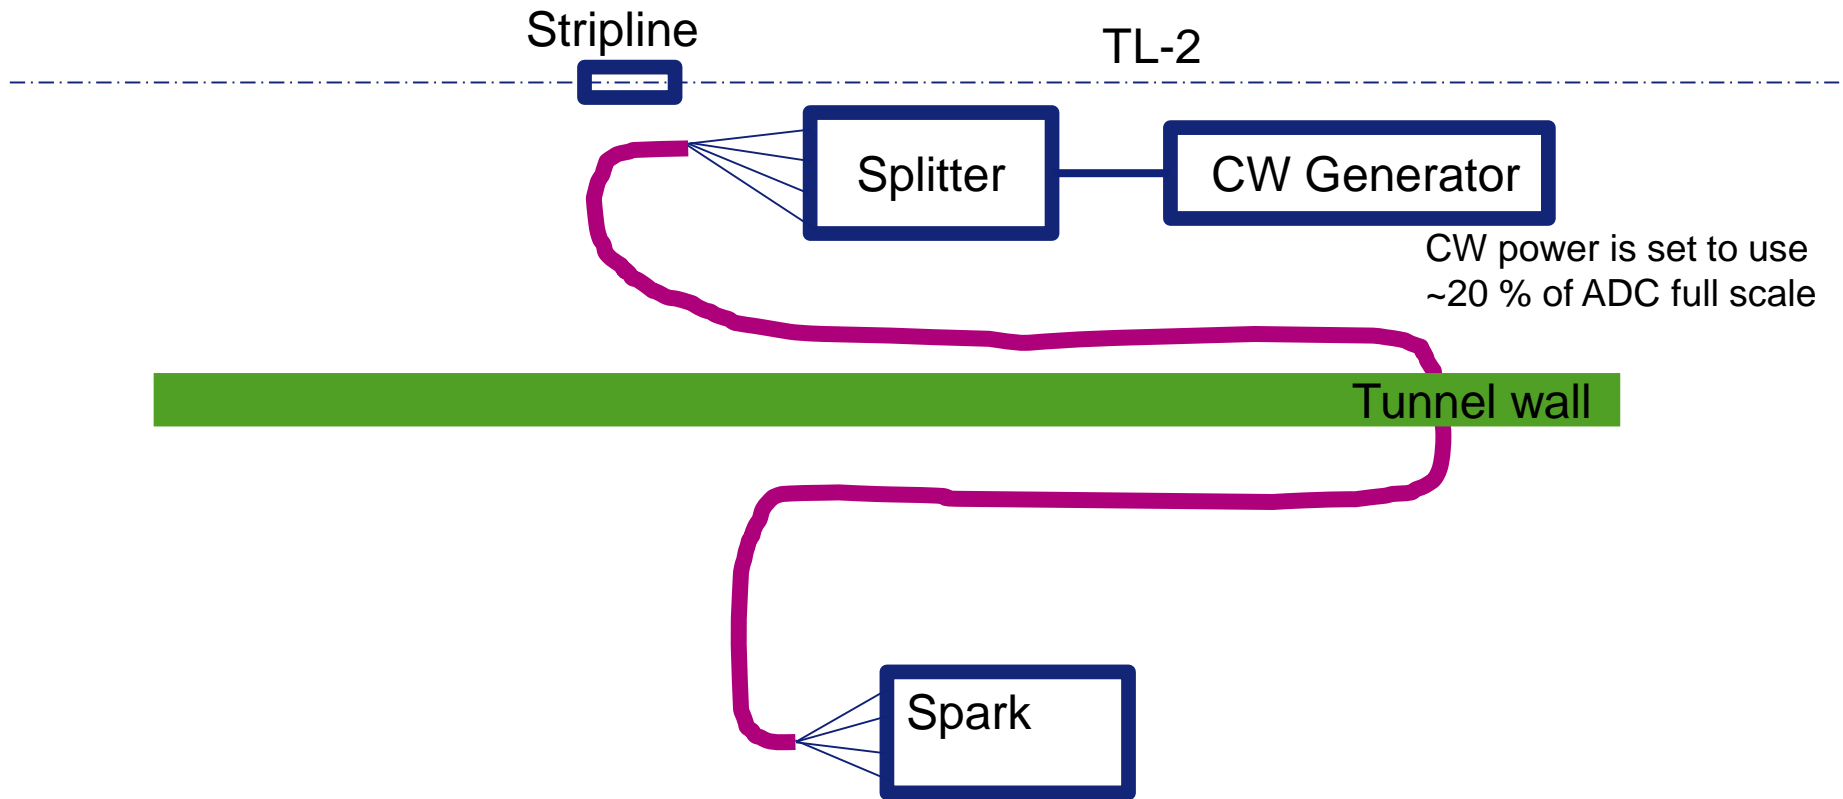 Stripline
TL-2
Splitter
CW Generator
CW power is set to use
~20 % of ADC full scale
Tunnel wall
Spark